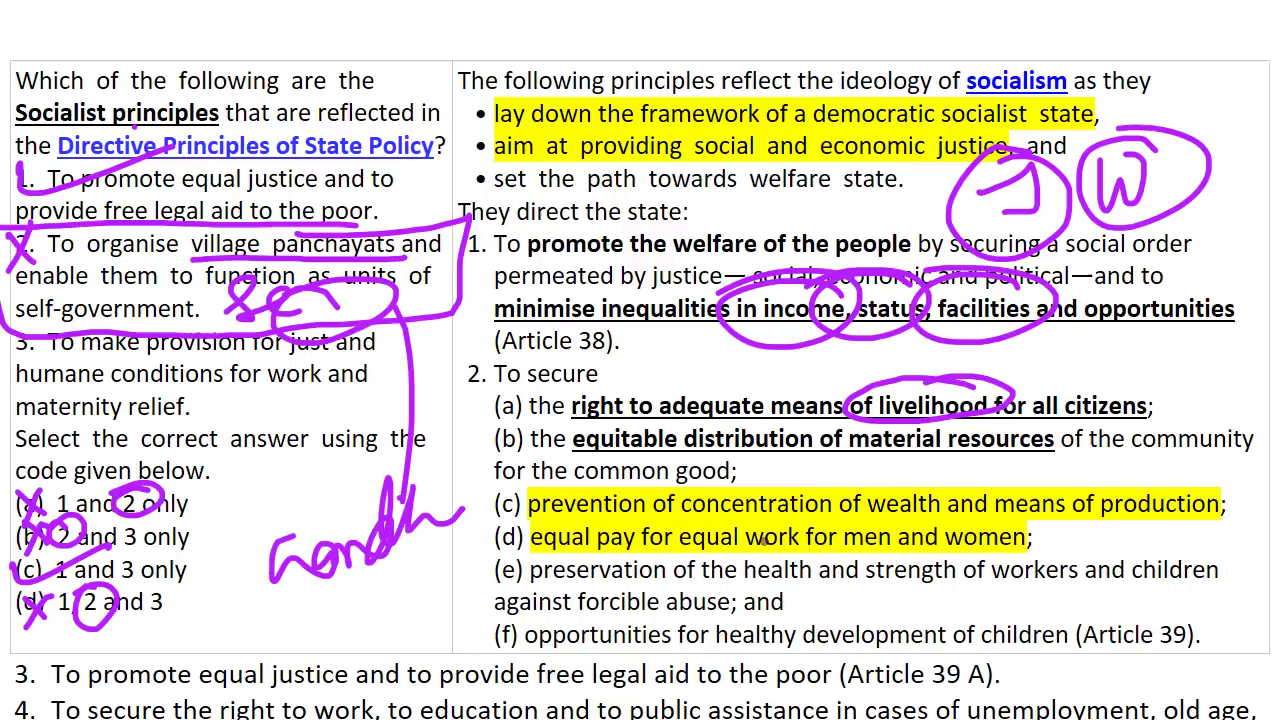 Which of the following are the
Socialist principles that are reflected in
the Directive Principles of State Policy?
1. To promote equal justice and to
provide free legal aid to the poor.
2. To organise village panchayats and
enable them to function as units of
self-government.
3. To make provision for just and
humane conditions for work and
maternity relief.
Select the correct answer using the
code given below.
(a) 1 and 2 only
(b) 2 and 3 only
(c) 1 and 3 only
(d) 1, 2 and 3
The following principles reflect the ideology of socialism as they
• lay down the framework of a democratic socialist state,
• aim at providing social and economic justice, and
• set the path towards welfare state.
They direct the state:
1. To promote the welfare of the people by securing a social order
permeated by justice—social, economic and political—and to
minimise inequalities in income, status, facilities and opportunities
(Article 38).
2. To secure
(a) the right to adequate means of livelihood for all citizens;
(b) the equitable distribution of material resources of the community
for the common good;
(c) prevention of concentration of wealth and means of production;
(d) equal pay for equal work for men and women;
(e) preservation of the health and strength of workers and children
against forcible abuse; and
(f) opportunities for healthy development of children (Article 39).
J
W
3. To promote equal justice and to provide free legal aid to the poor (Article 39 A).
4. To secure the right to work, to education and to public assistance in cases of unemployment, old age,